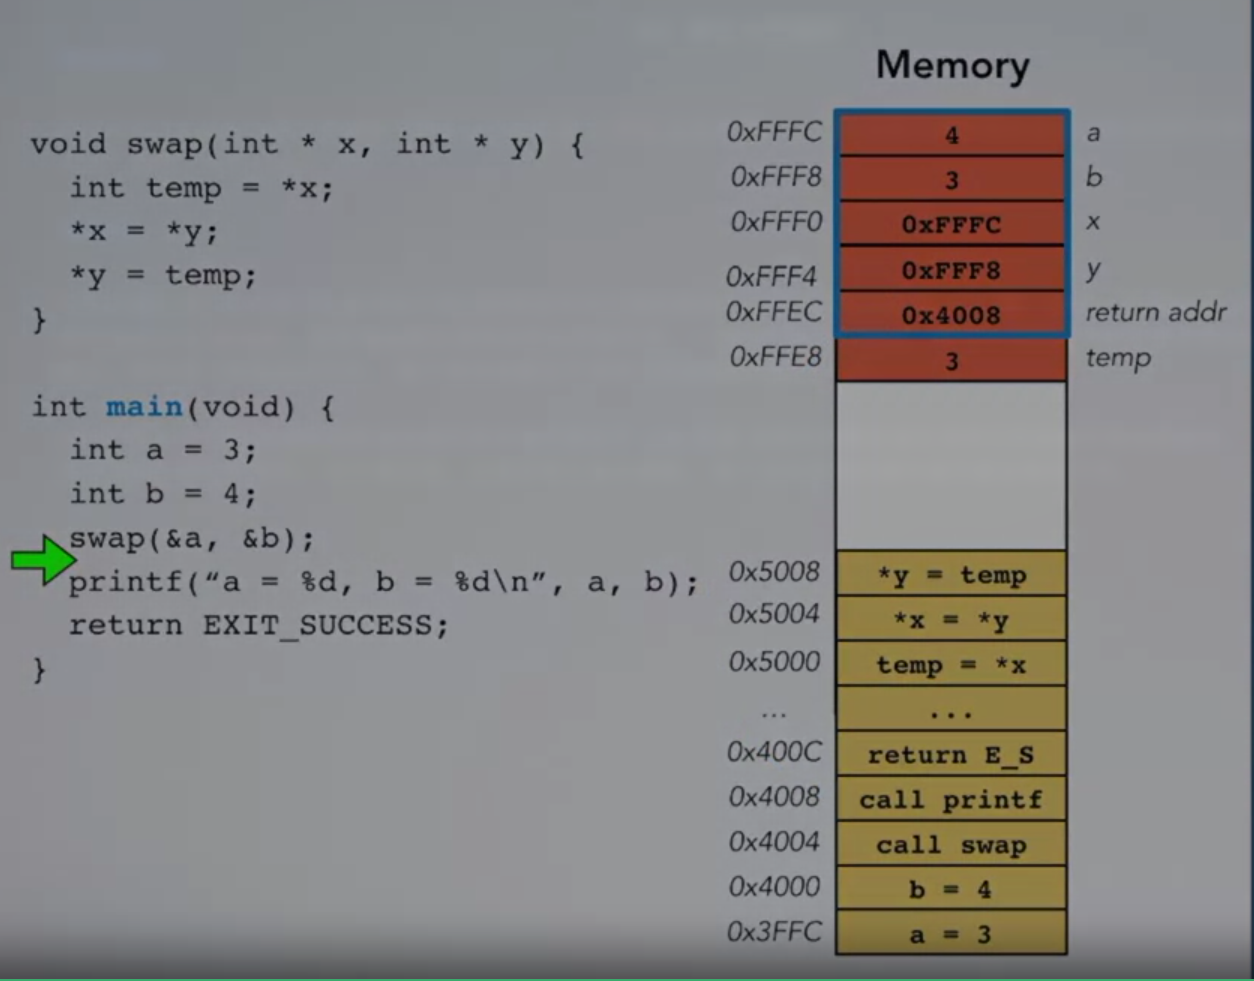 Memory
void swap(int * x, int * y) {
int temp = *x;
*x = *y;
*y = temp;
}
int main(void) {
int a = 3;
int b = 4;
swap(&a, &b);
printf(“a = %d, b = %d\n”, a, b);
return EXIT_SUCCESS;
}
0xFFFC 4 a
0xFFF8 3 b
0xFFF0 0xFFFC x
0xFFF4 0xFFF8 y
0xFFEC 0x4008 return addr
0xFFE8 3 temp
0x5008 *y = temp
0x5004 *x = *y
0x5000 temp = *x
... ...
0x400C return E_S
0x4008 call printf
0x4004 call swap
0x4000 b = 4
0x3FFC a = 3